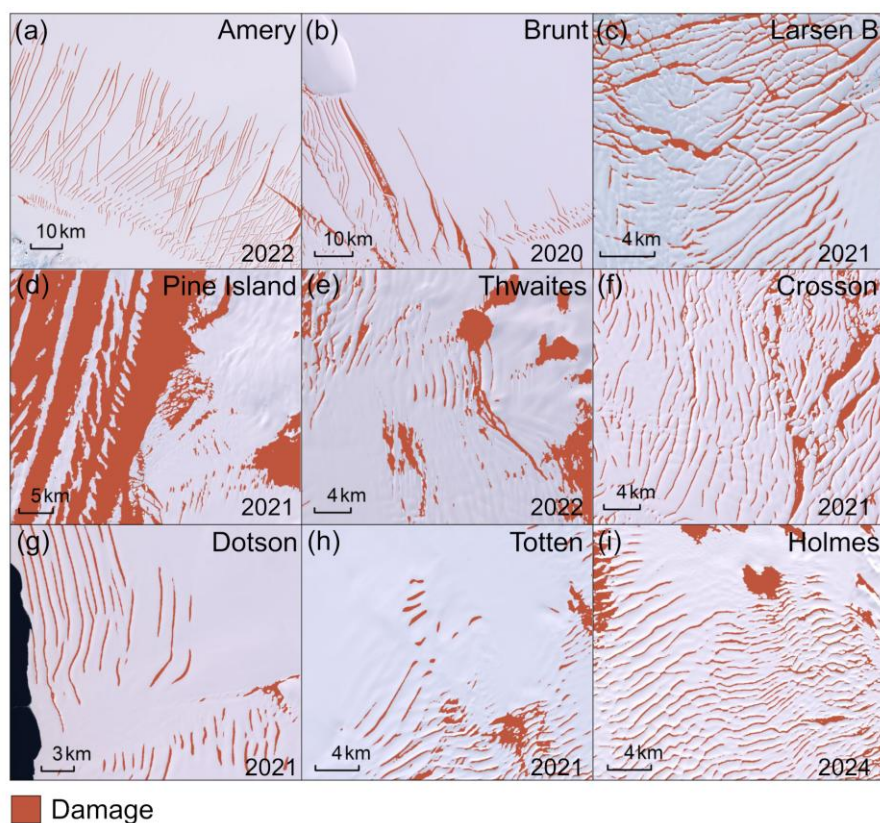 (a) Amery
10 km
2022
(b) Brunt
10 km
2020
(c) Larsen B
4 km
2021
(d) Pine Island
5 km
2021
(e) Thwaites
4 km
2022
(f) Crosson
4 km
2021
(g) Dotson
3 km
2021
(h) Totten
4 km
2021
(i) Holmes
4 km
2024
Damage